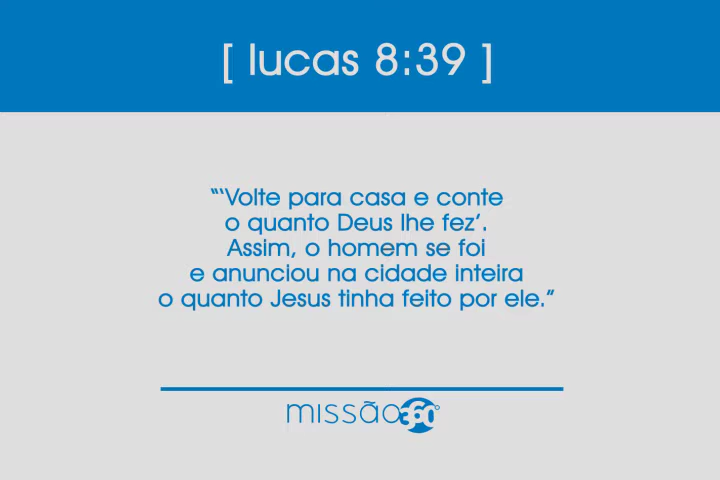 [ lucas 8:39 ]
“‘Volte para casa e conte
o quanto Deus lhe fez’.
Assim, o homem se foi
e anunciou na cidade inteira
o quanto Jesus tinha feito por ele.”
missão360°